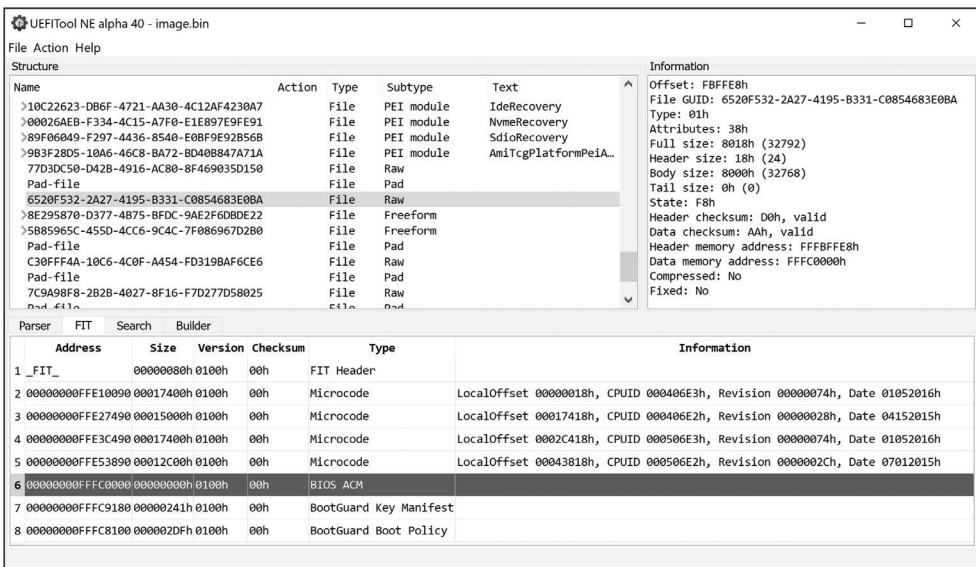 UEFITool NE alpha 40 - image.bin
File Action Help
Structure
Name Action Type Subtype Text
10C22623-DB6F-4721-AA30-4C12AF4230A7 File PEI module IdeRecovery
00026AEB-F334-4C15-A7F0-E1E897E9FE91 File PEI module NvmeRecovery
89F06049-F297-4436-8540-E0BF9E92B56B File PEI module SdioRecovery
9B3F28D5-10A6-46C8-BA72-BD40B847A71A File PEI module AmiTcgPlatformPeiA...
77D3DC50-D42B-4916-AC80-8F469035D150 File Raw
Pad-file File Pad
6520F532-2A27-4195-B331-C0854683E0BA File Raw
8E295870-D377-4B75-BFDC-9AE2F6DBDE22 File Freeform
5B85965C-455D-4CC6-9C4C-7F086967D2B0 File Freeform
Pad-file File Pad
C30FFF4A-10C6-4C0F-A454-FD319BAF6CE6 File Raw
Pad-file File Pad
7C9A98F8-2B2B-4027-8F16-F7D277D58025 File Raw
Pad-file File Pad
Information
Offset: FBFFE8h
File GUID: 6520F532-2A27-4195-B331-C0854683E0BA
Type: 01h
Attributes: 38h
Full size: 8018h (32792)
Header size: 18h (24)
Body size: 8000h (32768)
Tail size: 0h (0)
State: F8h
Header checksum: D0h, valid
Data checksum: AAh, valid
Header memory address: FFFBFFE8h
Data memory address: FFFC0000h
Compressed: No
Fixed: No
Parser FIT Search Builder
Address Size Version Checksum Type Information
1 _FIT_ 00000080h 0100h 00h FIT Header
2 00000000FFE10090 00017400h 0100h 00h Microcode LocalOffset 00000018h, CPUID 000406E3h, Revision 00000074h, Date 01052016h
3 00000000FFE27490 00015000h 0100h 00h Microcode LocalOffset 00017418h, CPUID 000406E2h, Revision 00000028h, Date 04152015h
4 00000000FFE3C490 00017400h 0100h 00h Microcode LocalOffset 0002C418h, CPUID 000506E3h, Revision 00000074h, Date 01052016h
5 00000000FFE53890 00012C00h 0100h 00h Microcode LocalOffset 00043818h, CPUID 000506E2h, Revision 0000002Ch, Date 07012015h
6 00000000FFFC0000 00000000h 0100h 00h BIOS ACM
7 00000000FFFC9180 00000241h 0100h 00h BootGuard Key Manifest
8 00000000FFFC8100 000002DFh 0100h 00h BootGuard Boot Policy